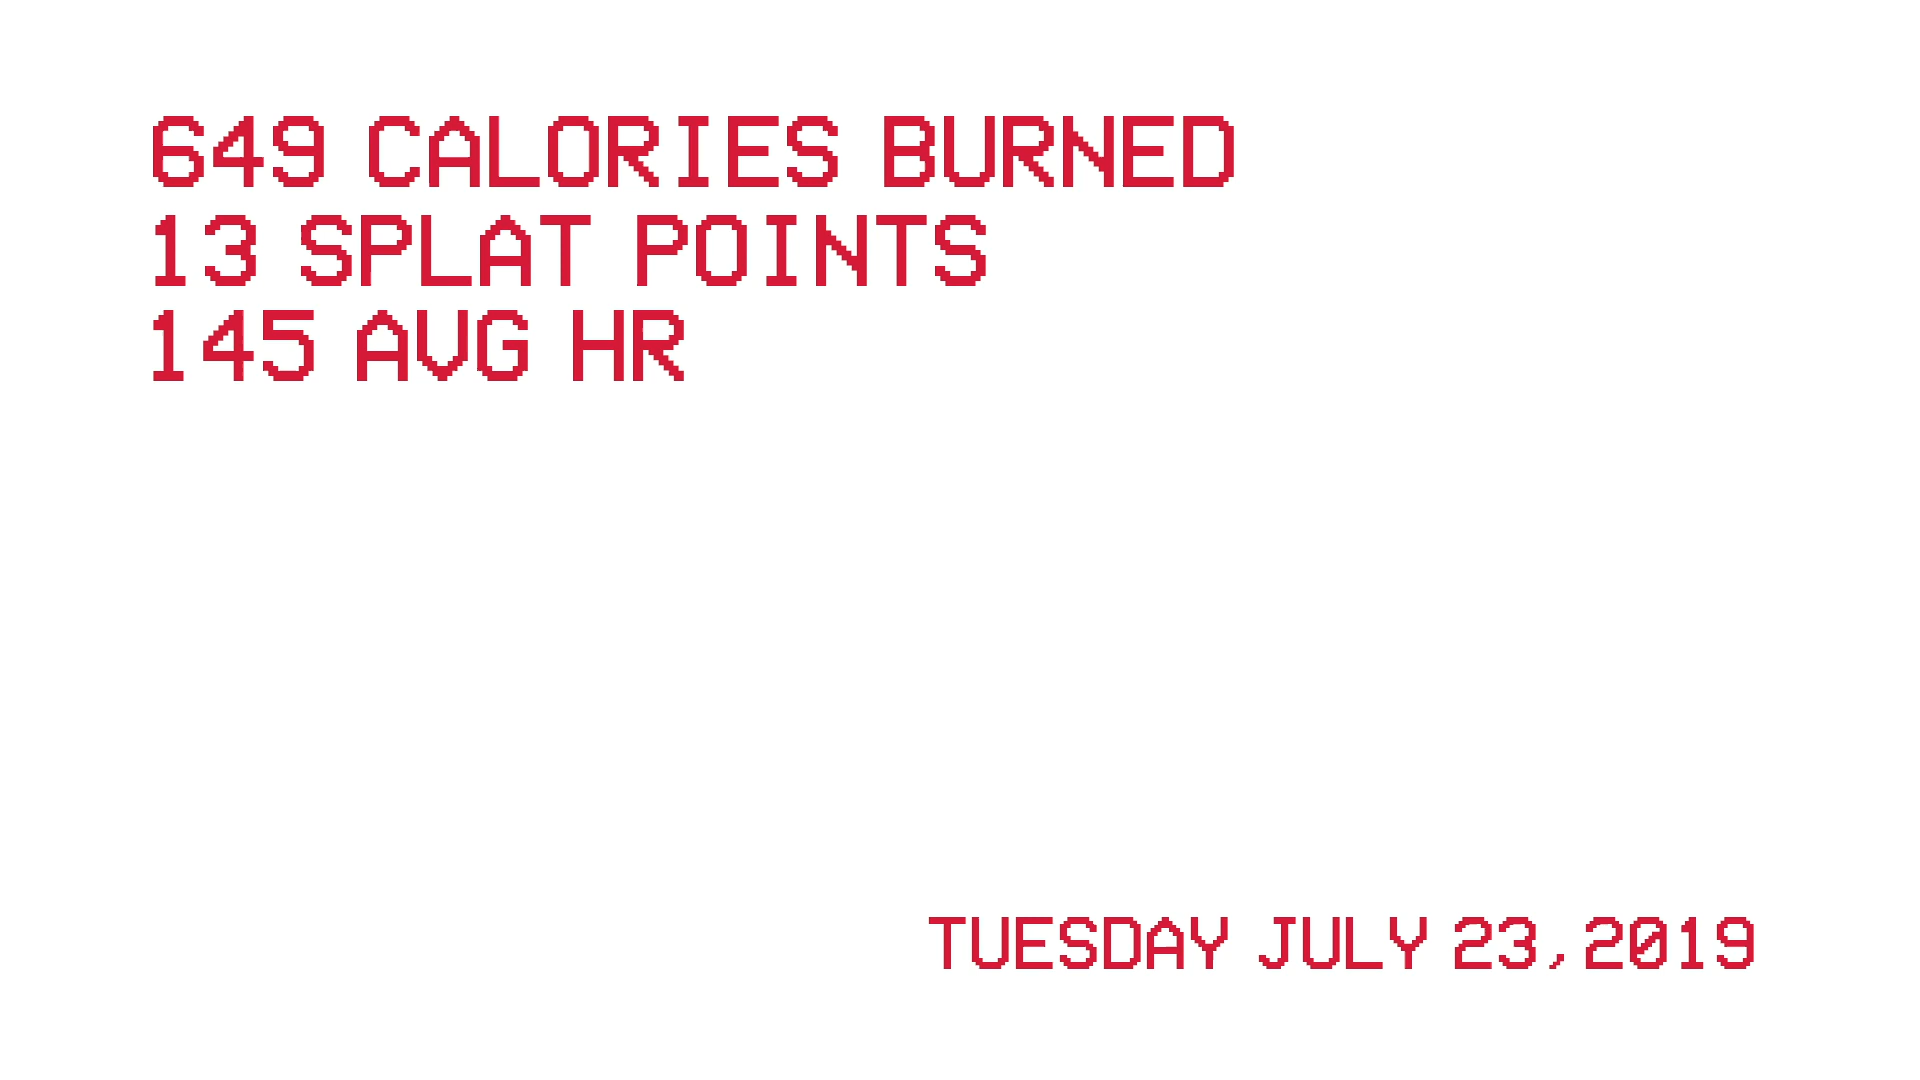 649 CALORIES BURNED
13 SPLAT POINTS
145 AVG HR
TUESDAY JULY 23,2019